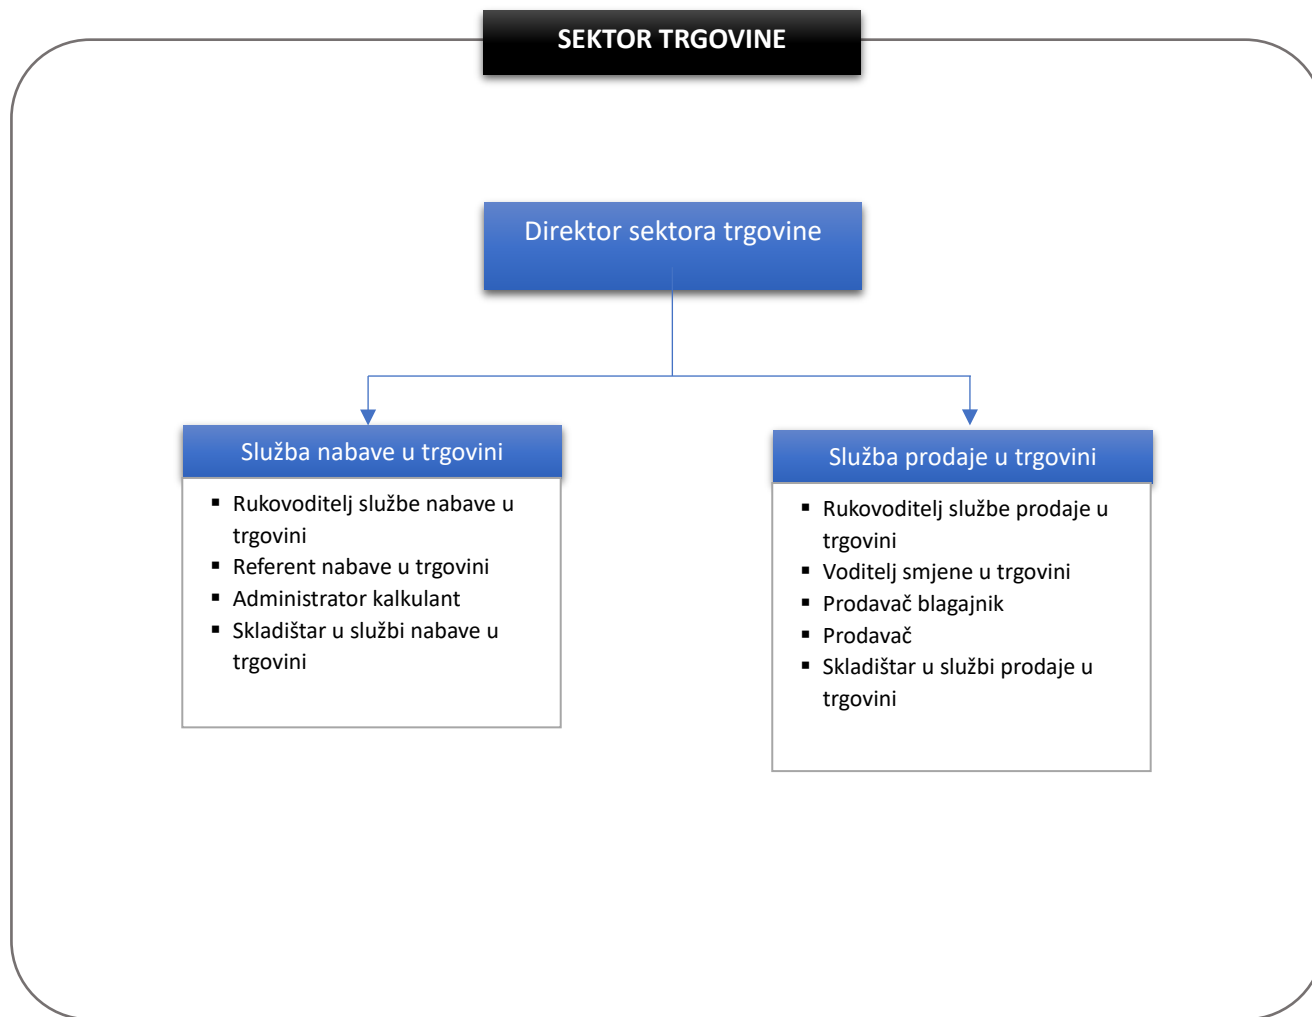 SEKTOR TRGOVINE
Direktor sektora trgovine
Služba nabave u trgovini
▪ Rukovoditelj službe nabave u
trgovini
▪ Referent nabave u trgovini
▪ Administrator kalkulant
▪ Skladištar u službi nabave u
trgovini
Služba prodaje u trgovini
▪ Rukovoditelj službe prodaje u
trgovini
▪ Voditelj smjene u trgovini
▪ Prodavač blagajnik
▪ Prodavač
▪ Skladištar u službi prodaje u
trgovini